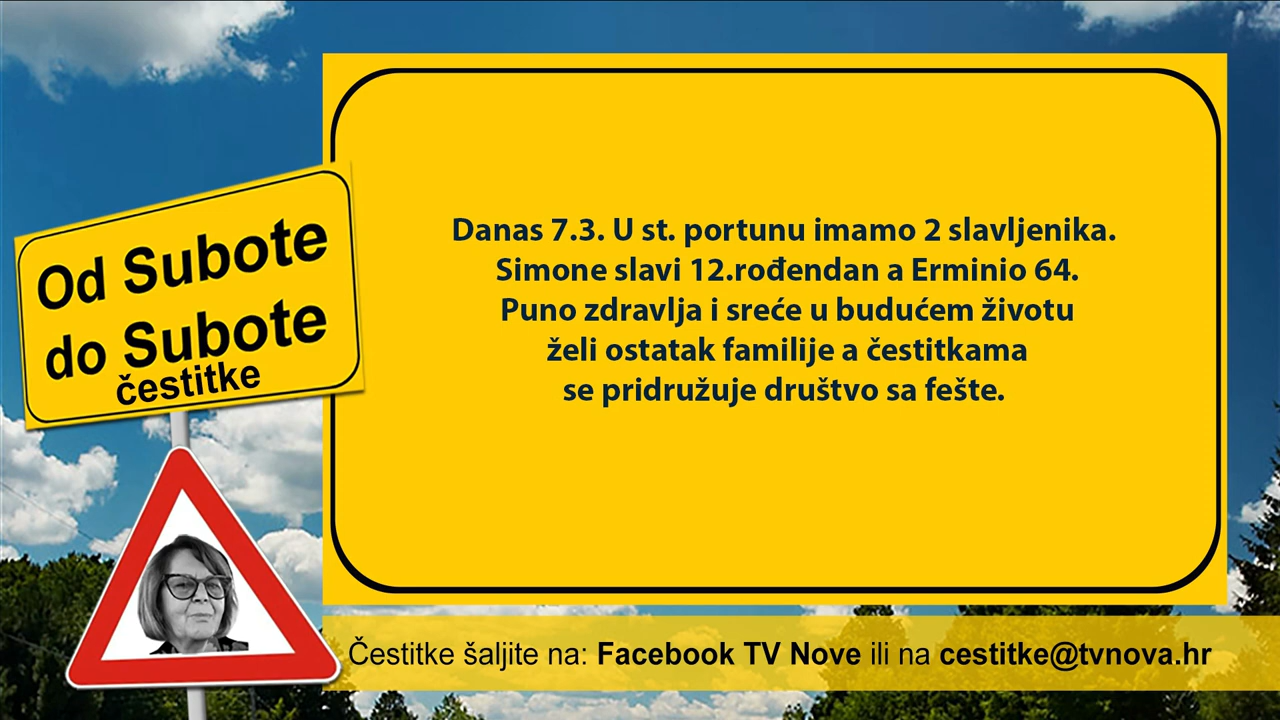 Od Subote
do Subote
čestitke
Danas 7.3. U st. portunu imamo 2 slavljenika.
Simone slavi 12.rođendan a Erminio 64.
Puno zdravlja i sreće u budućem životu
želi ostatak familije a čestitkama
se pridružuje društvo sa fešte.
Čestitke šaljite na: Facebook TV Nove ili na cestitke@tvnova.hr